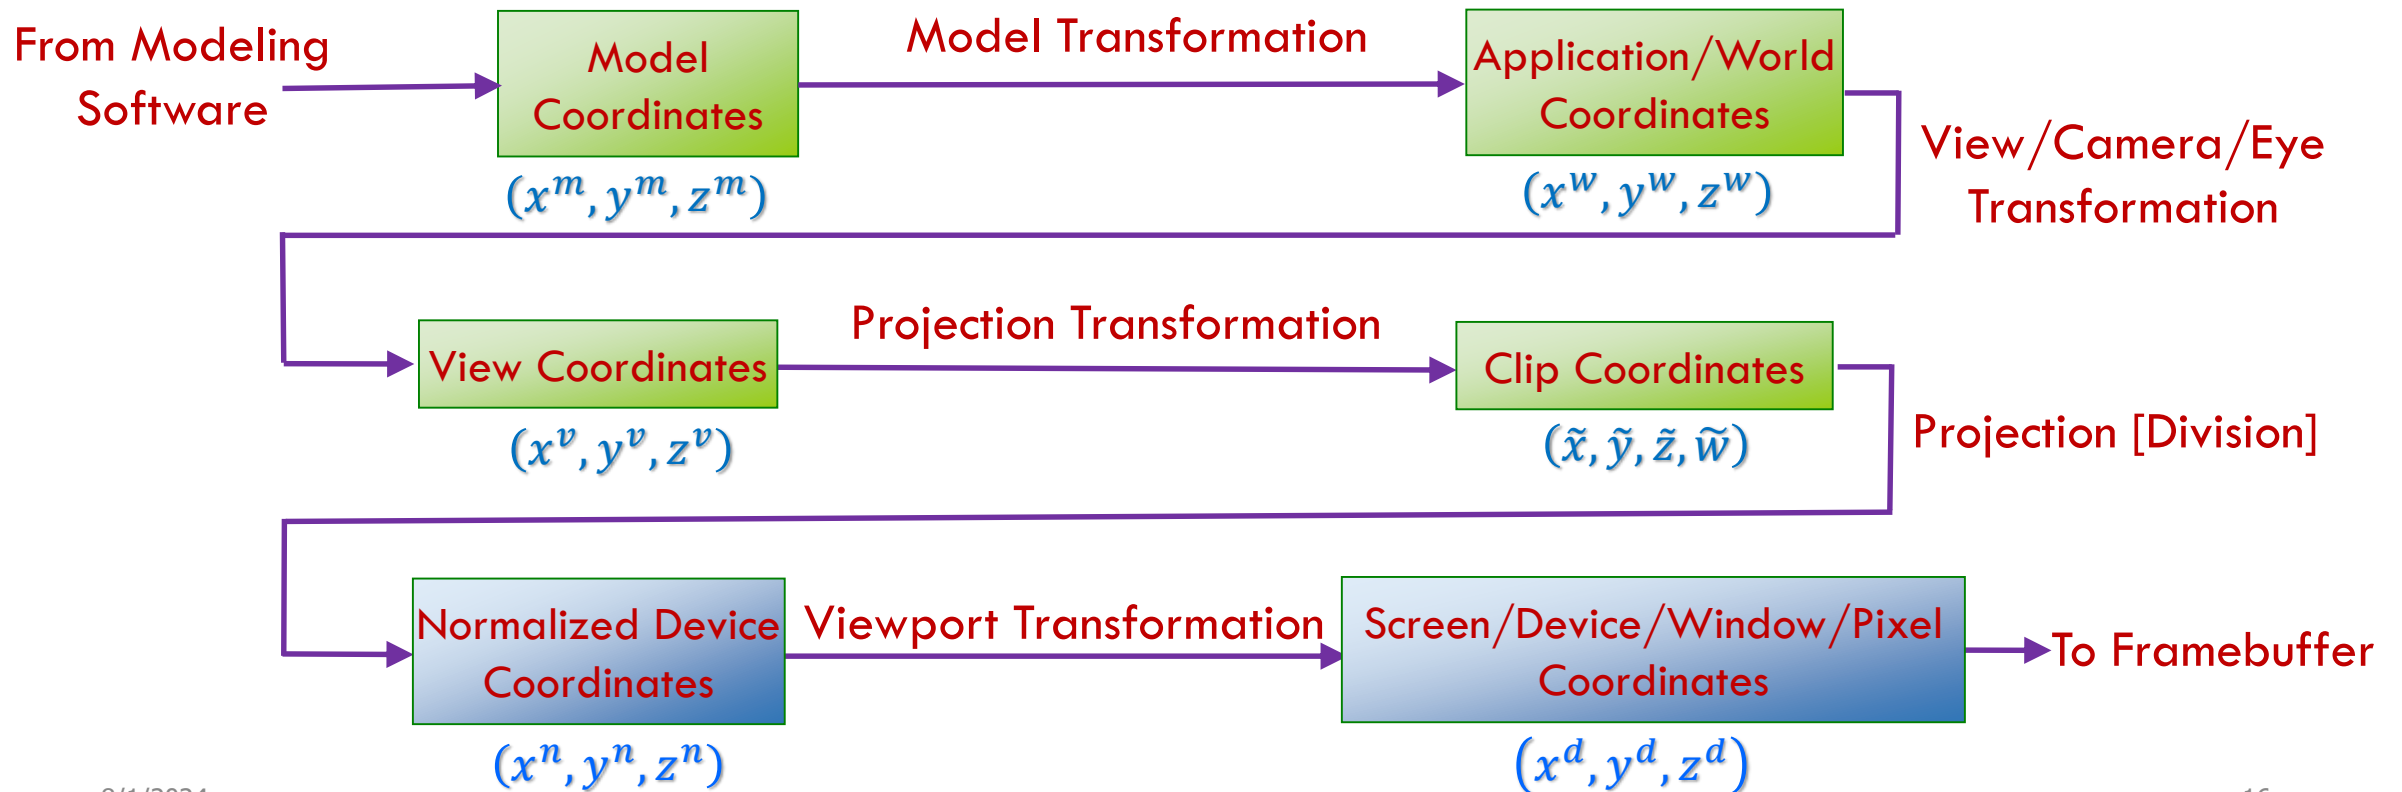 From Modeling
Software
Model
Coordinates
(x^m, y^m, z^m)
Model Transformation
Application/World
Coordinates
(x^w, y^w, z^w)
View/Camera/Eye
Transformation
View Coordinates
(x^v, y^v, z^v)
Projection Transformation
Clip Coordinates
(x̃, ỹ, z̃, w̃)
Projection [Division]
Normalized Device
Coordinates
(x^n, y^n, z^n)
Viewport Transformation
Screen/Device/Window/Pixel
Coordinates
(x^d, y^d, z^d)
To Framebuffer